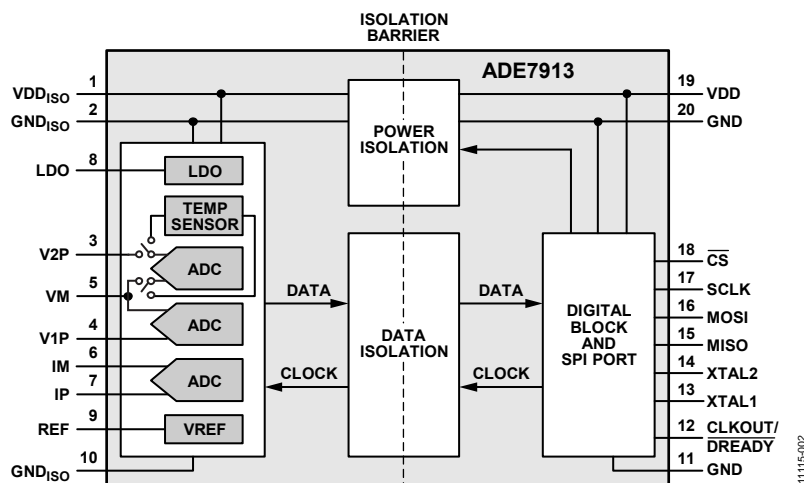 ISOLATION
BARRIER
ADE7913
1
VDDISO
2
GNDISO
8
LDO
LDO
TEMP
SENSOR
3
V2P
ADC
5
VM
ADC
4
V1P
6
IM
ADC
7
IP
9
REF
VREF
10
GNDISO
POWER
ISOLATION
DATA
CLOCK
DATA
ISOLATION
DATA
CLOCK
DIGITAL
BLOCK
AND
SPI PORT
19
VDD
20
GND
18
CS
17
SCLK
16
MOSI
15
MISO
14
XTAL2
13
XTAL1
12
CLKOUT/
DREADY
11
GND
11115-002